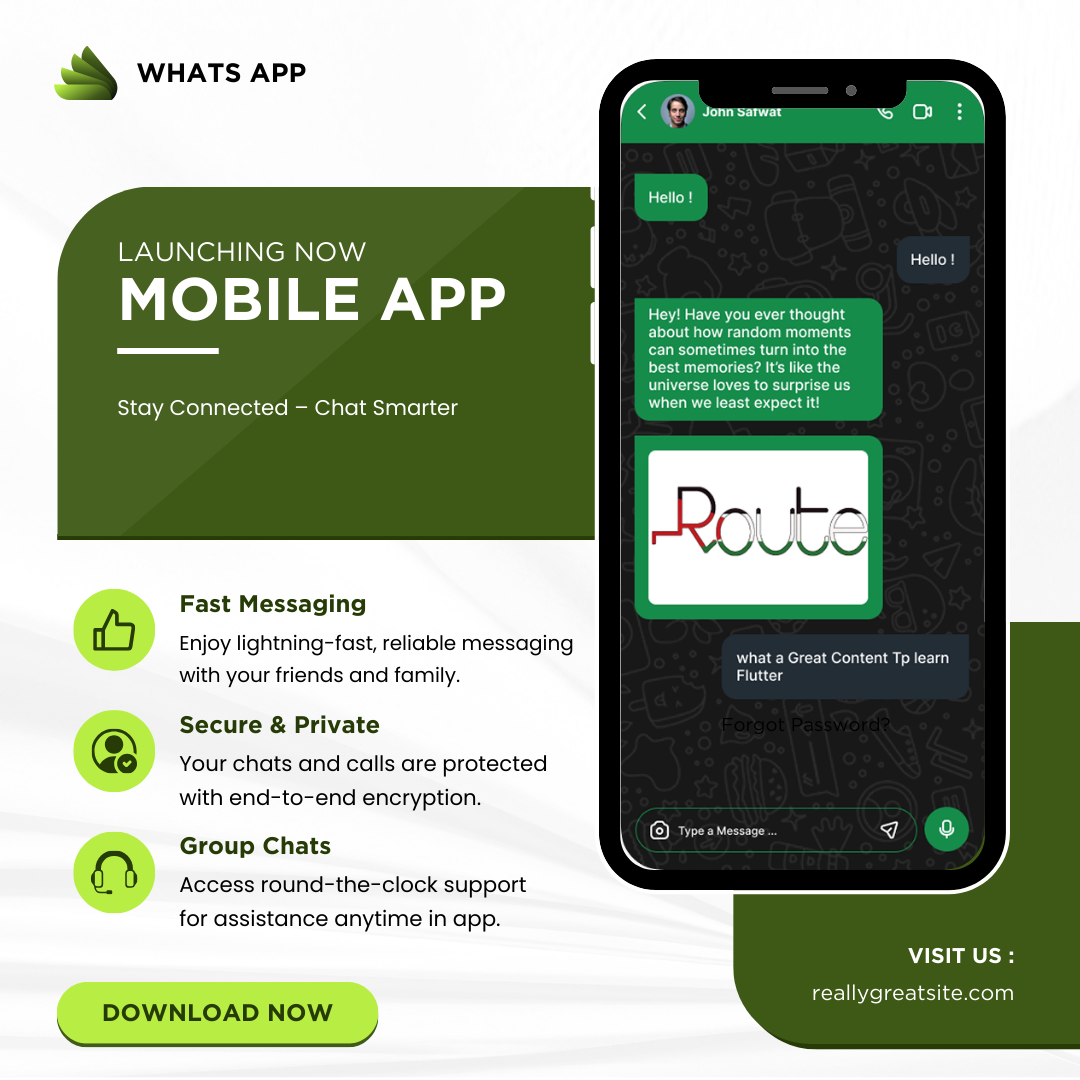 WHATS APP
LAUNCHING NOW
MOBILE APP
Stay Connected – Chat Smarter
Fast Messaging
Enjoy lightning-fast, reliable messaging
with your friends and family.
Secure & Private
Your chats and calls are protected
with end-to-end encryption.
Group Chats
Access round-the-clock support
for assistance anytime in app.
DOWNLOAD NOW
John Safwat
Hello !
Hello !
Hey! Have you ever thought
about how random moments
can sometimes turn into the
best memories? It’s like the
universe loves to surprise us
when we least expect it!
Route
what a Great Content Tp learn
Flutter
Forgot Password?
Type a Message ...
VISIT US :
reallygreatsite.com